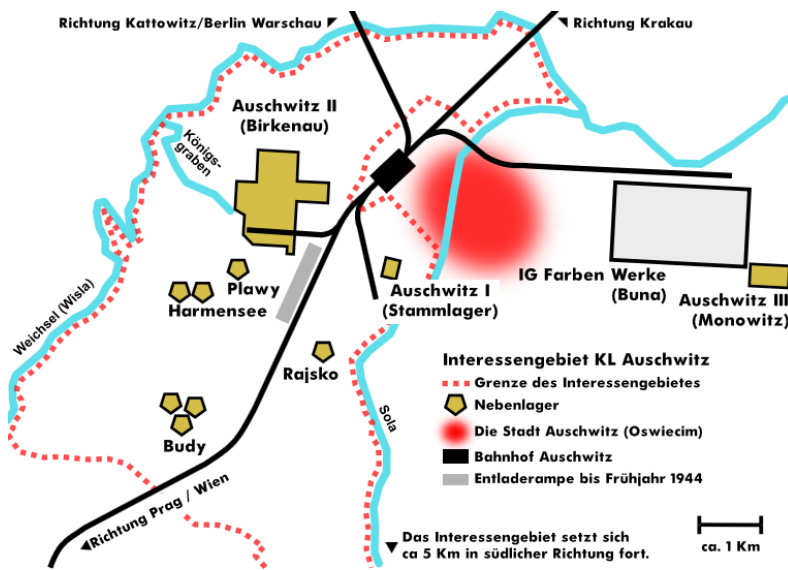 Richtung Kattowitz/Berlin Warschau
Richtung Krakau
Auschwitz II
(Birkenau)
Königs-
graben
Plawy
Harmensee
Weichsel (Wisla)
Auschwitz I
(Stammlager)
IG Farben Werke
(Buna)
Auschwitz III
(Monowitz)
Rajsko
Budy
Sola
Richtung Prag / Wien
Interessengebiet KL Auschwitz
Grenze des Interessengebietes
Nebenlager
Die Stadt Auschwitz (Oswiecim)
Bahnhof Auschwitz
Entladerampe bis Frühjahr 1944
Das Interessengebiet setzt sich
ca 5 Km in südlicher Richtung fort.
ca. 1 Km